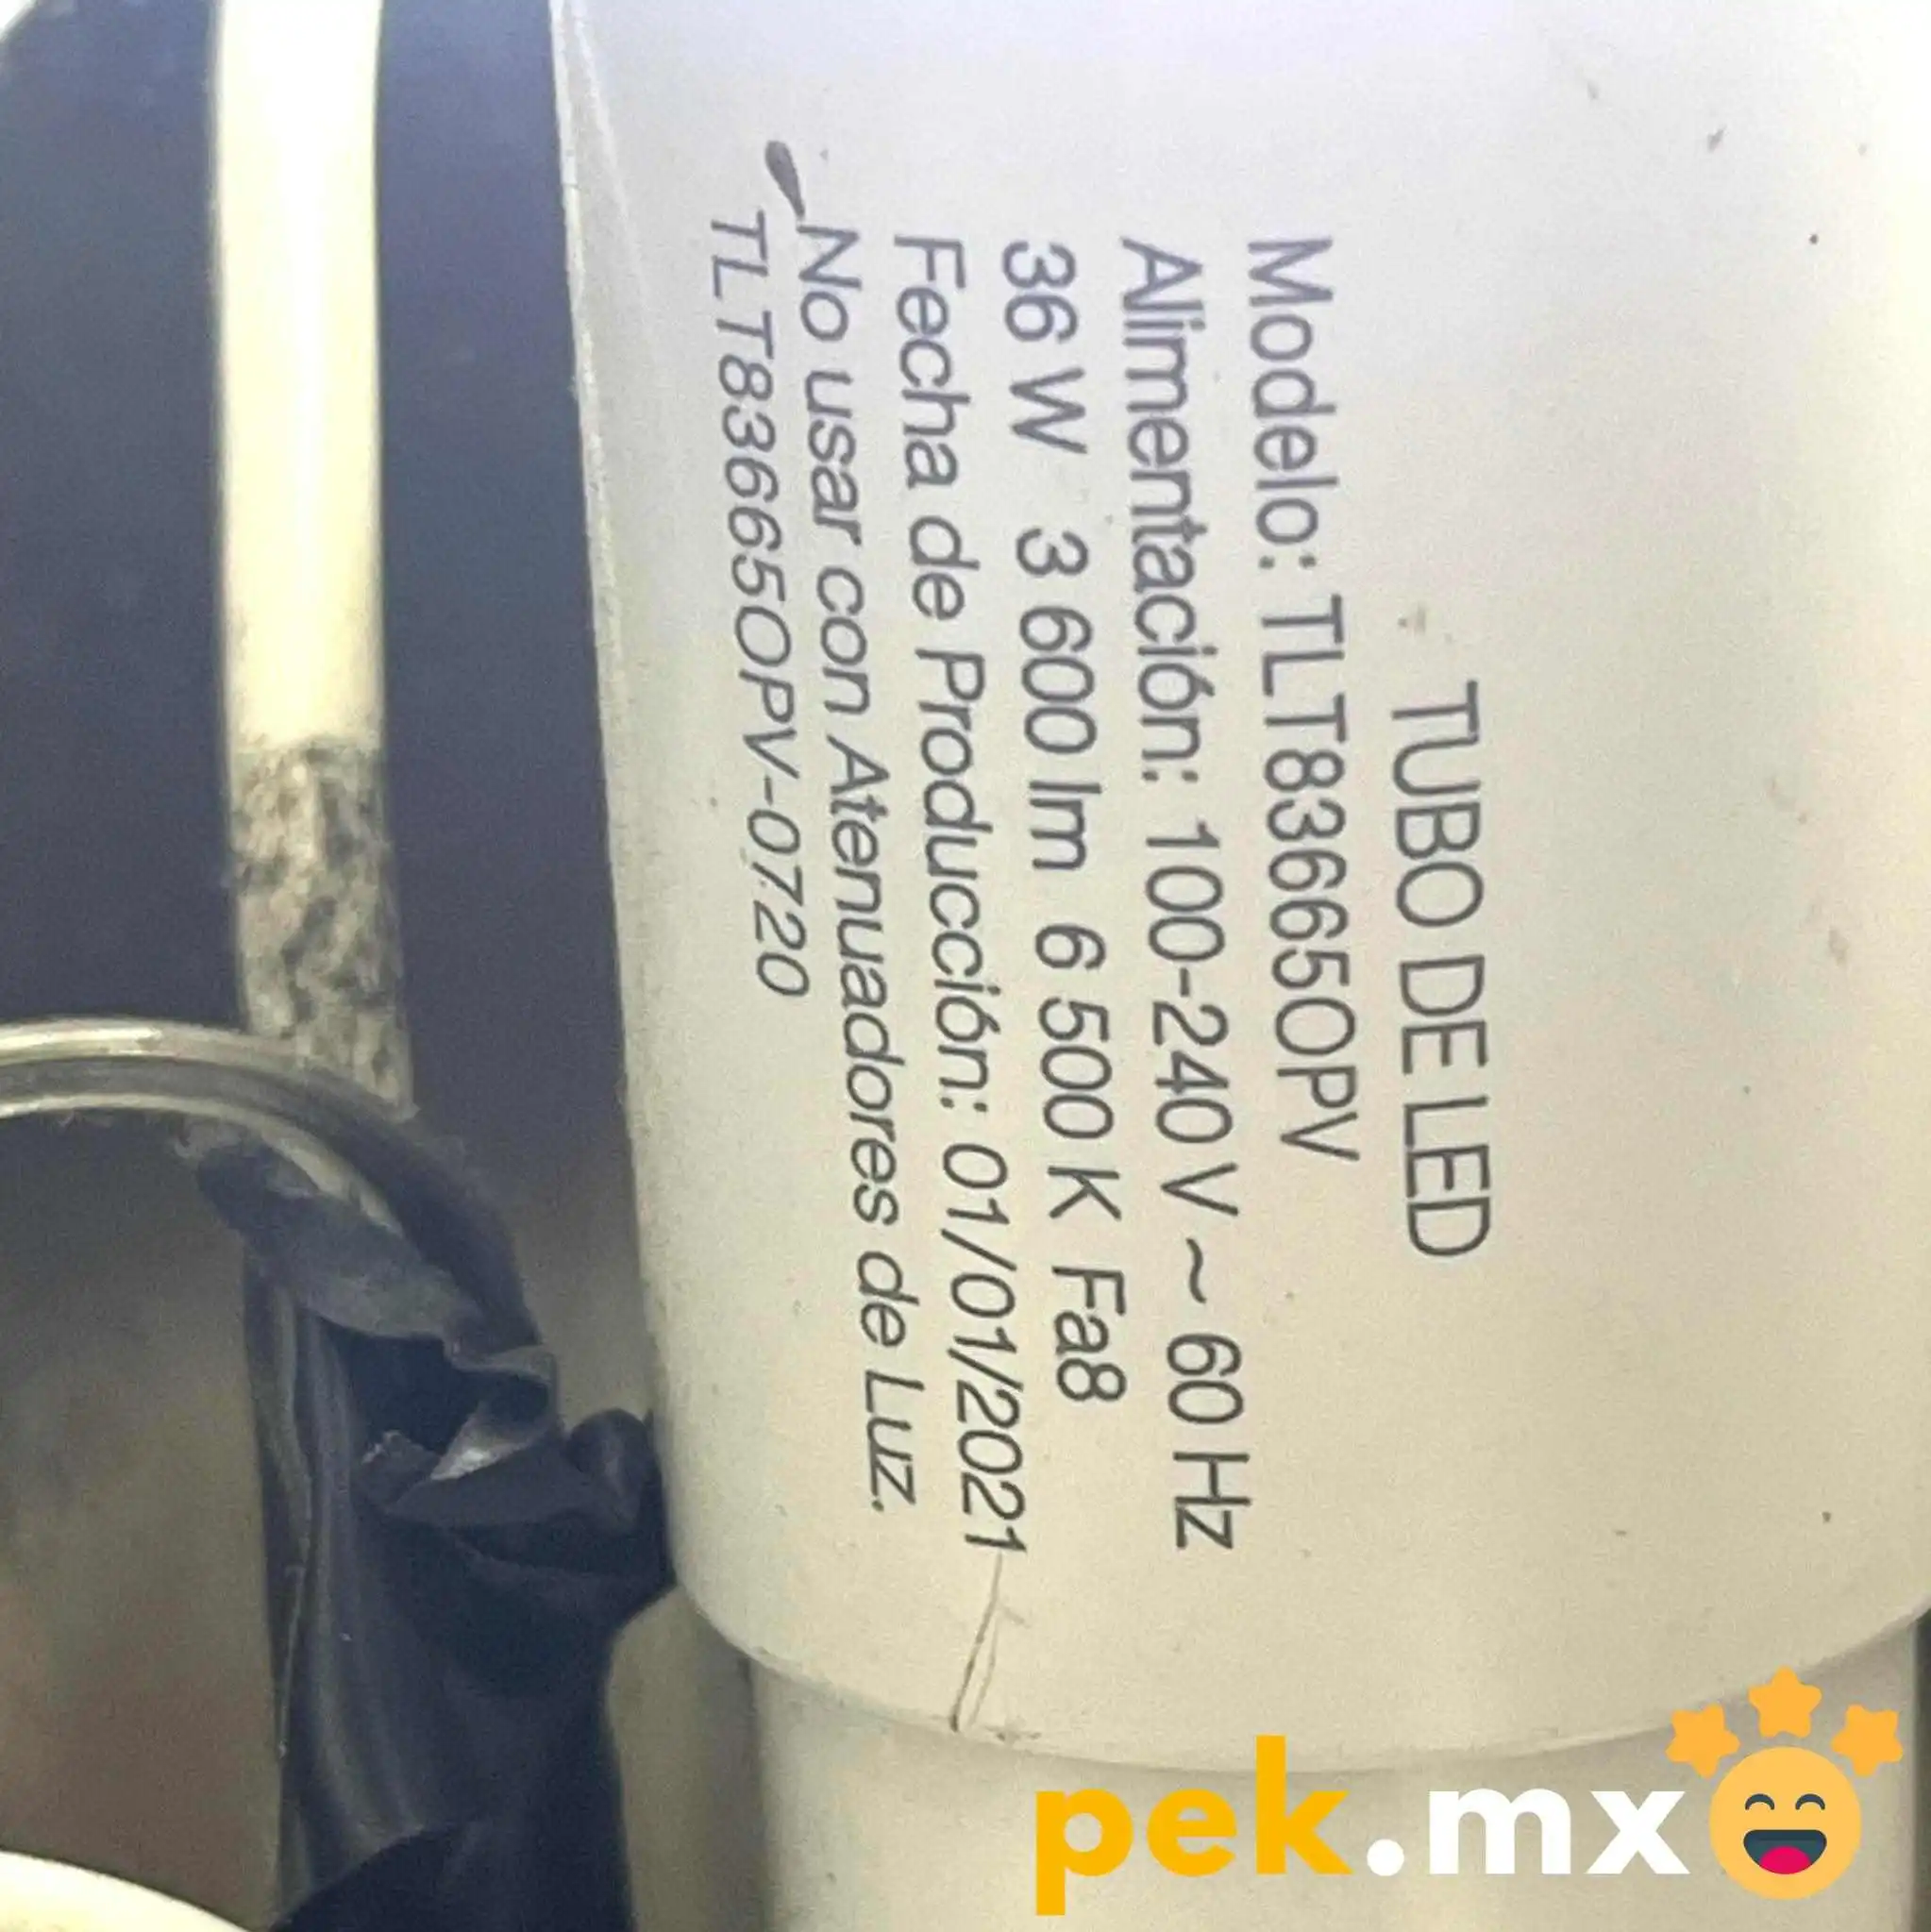 TUBO DE LED
Modelo: TLT83665OPV
Alimentación: 100-240 V ~ 60 Hz
36 W 3 600 lm 6 500 K Fa8
Fecha de Producción: 01/01/2021
No usar con Atenuadores de Luz.
TLT83665OPV-0720
pek.mx